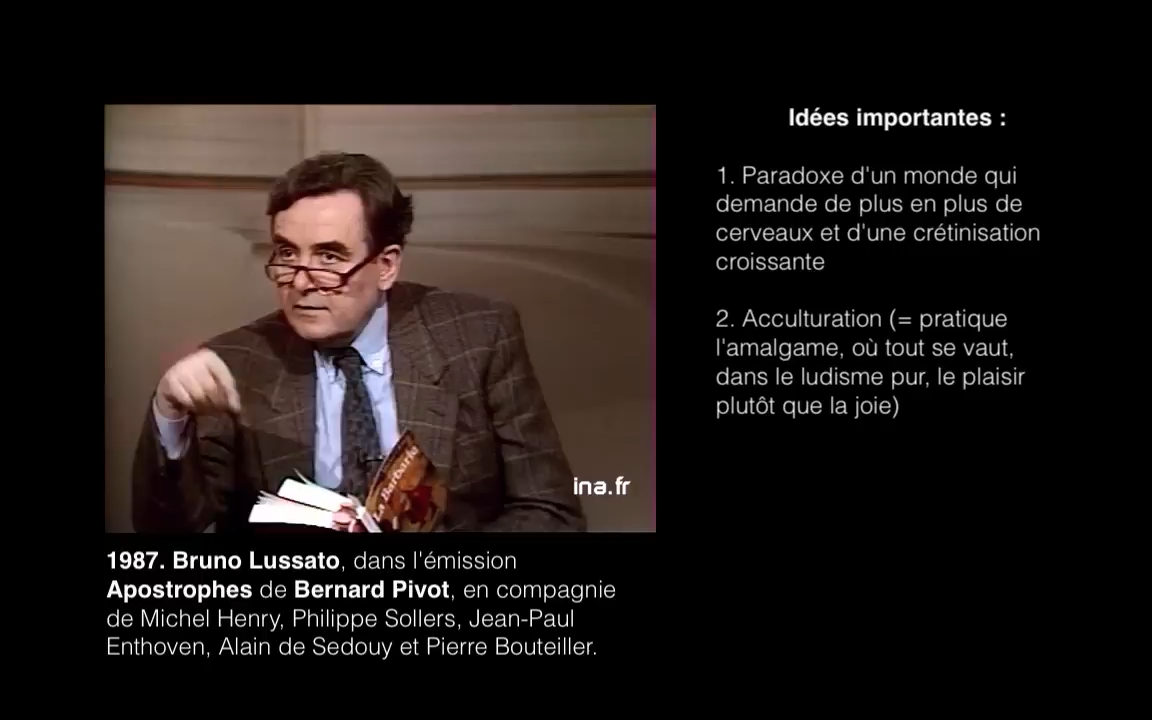 Idées importantes :
1. Paradoxe d'un monde qui
demande de plus en plus de
cerveaux et d'une crétinisation
croissante
2. Acculturation (= pratique
l'amalgame, où tout se vaut,
dans le ludisme pur, le plaisir
plutôt que la joie)
La Barbarie
ina.fr
1987. Bruno Lussato, dans l'émission
Apostrophes de Bernard Pivot, en compagnie
de Michel Henry, Philippe Sollers, Jean-Paul
Enthoven, Alain de Sedouy et Pierre Bouteiller.